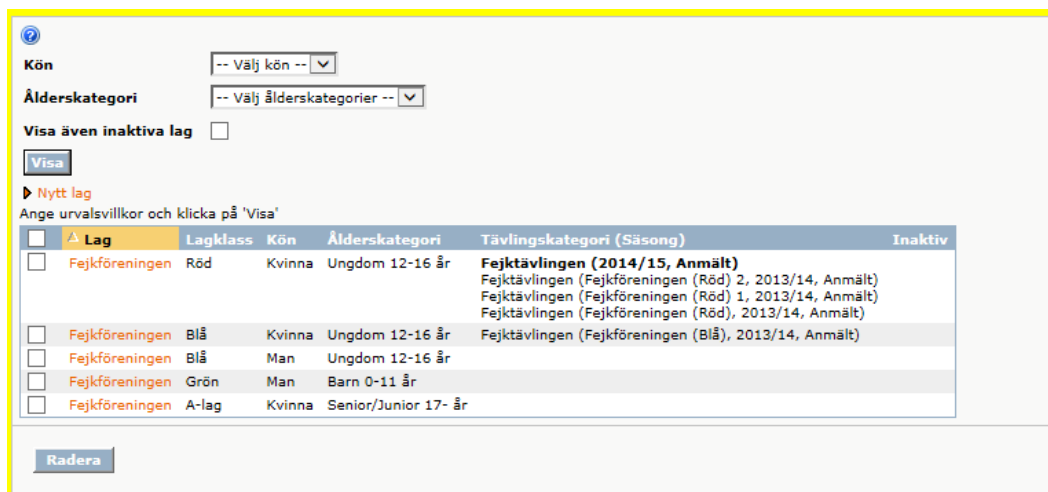 Kön -- Välj kön --
Ålderskategori -- Välj ålderskategorier --
Visa även inaktiva lag
Visa
Nytt lag
Ange urvalsvillkor och klicka på 'Visa'
Lag Lagklass Kön Ålderskategori Tävlingskategori (Säsong) Inaktiv
Fejkföreningen Röd Kvinna Ungdom 12-16 år Fejktävlingen (2014/15, Anmält)
Fejktävlingen (Fejkföreningen (Röd) 2, 2013/14, Anmält)
Fejktävlingen (Fejkföreningen (Röd) 1, 2013/14, Anmält)
Fejktävlingen (Fejkföreningen (Röd), 2013/14, Anmält)
Fejkföreningen Blå Kvinna Ungdom 12-16 år Fejktävlingen (Fejkföreningen (Blå), 2013/14, Anmält)
Fejkföreningen Blå Man Ungdom 12-16 år
Fejkföreningen Grön Man Barn 0-11 år
Fejkföreningen A-lag Kvinna Senior/Junior 17- år
Radera